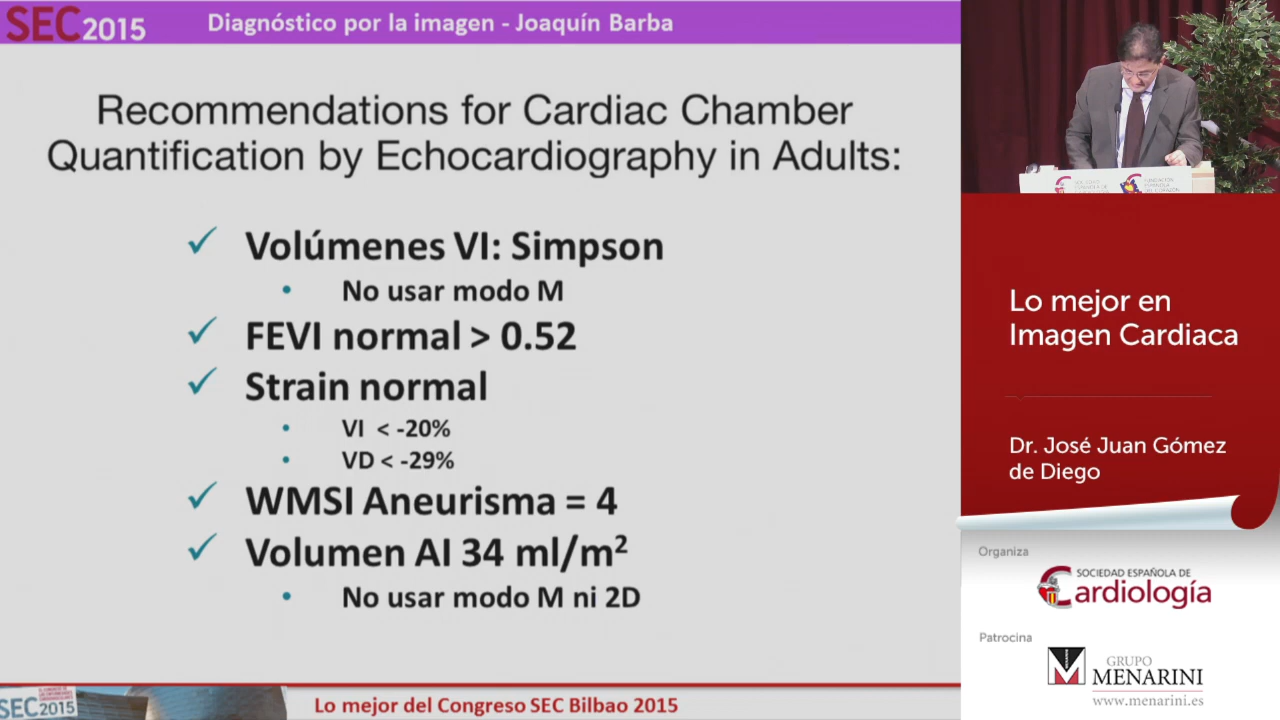 SEC2015
Diagnóstico por la imagen - Joaquín Barba
Recommendations for Cardiac Chamber
Quantification by Echocardiography in Adults:
✓ Volúmenes VI: Simpson
• No usar modo M
✓ FEVI normal > 0.52
✓ Strain normal
• VI < -20%
• VD < -29%
✓ WMSI Aneurisma = 4
✓ Volumen AI 34 ml/m²
• No usar modo M ni 2D
SEC2015
Lo mejor del Congreso SEC Bilbao 2015
Lo mejor en
Imagen Cardiaca
Dr. José Juan Gómez
de Diego
Organiza
SOCIEDAD ESPAÑOLA DE
Cardiología
Patrocina
GRUPO
MENARINI
www.menarini.es